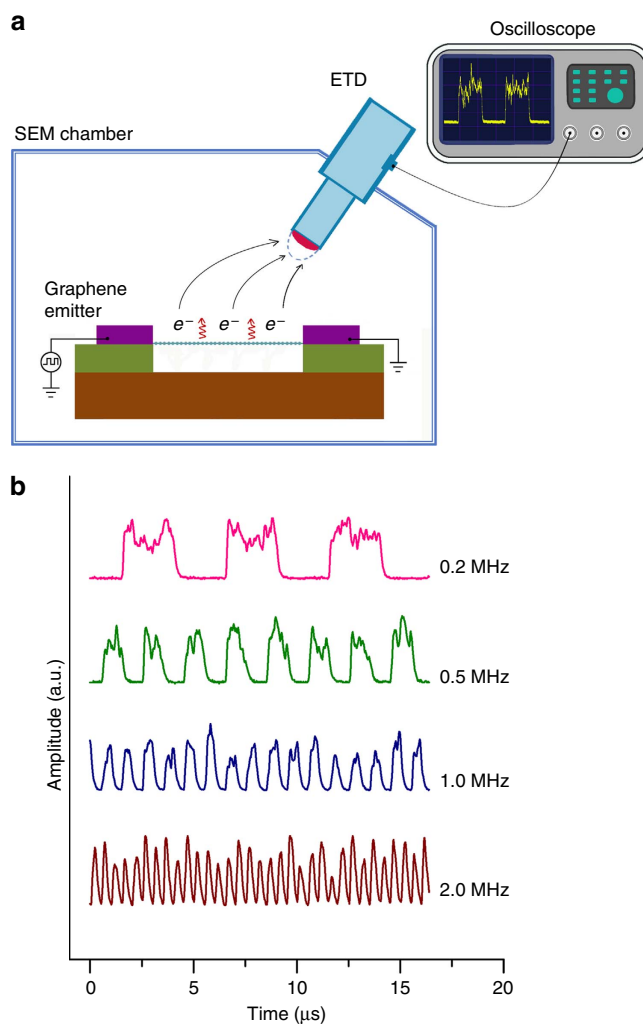 a
Oscilloscope
ETD
SEM chamber
Graphene
emitter
e⁻ e⁻ e⁻
b
0.2 MHz
0.5 MHz
1.0 MHz
2.0 MHz
Amplitude (a.u.)
0 5 10 15 20
Time (μs)